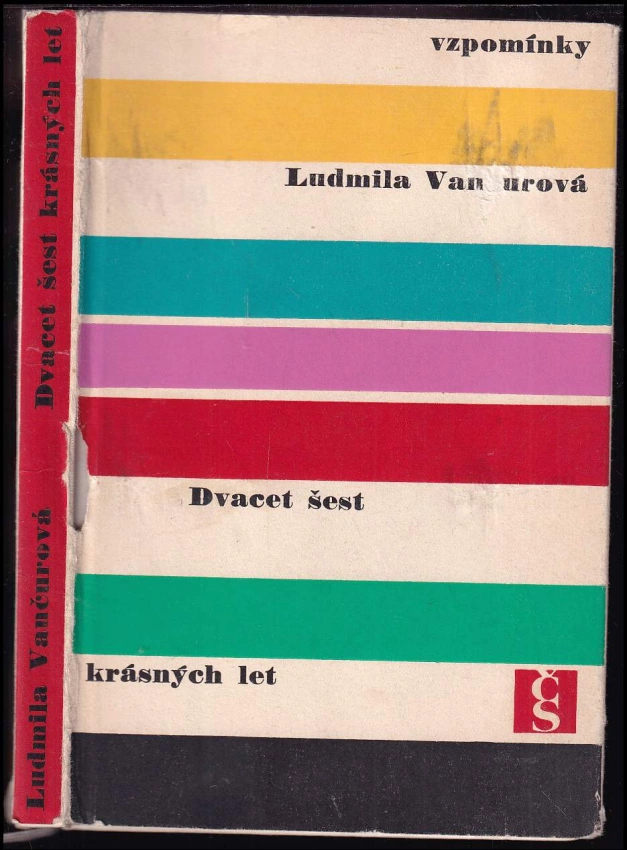 vzpomínky
Ludmila Van urová
Dvacet šest
krásných let
ČS
Ludmila Vančurová Dvacet šest krásných let